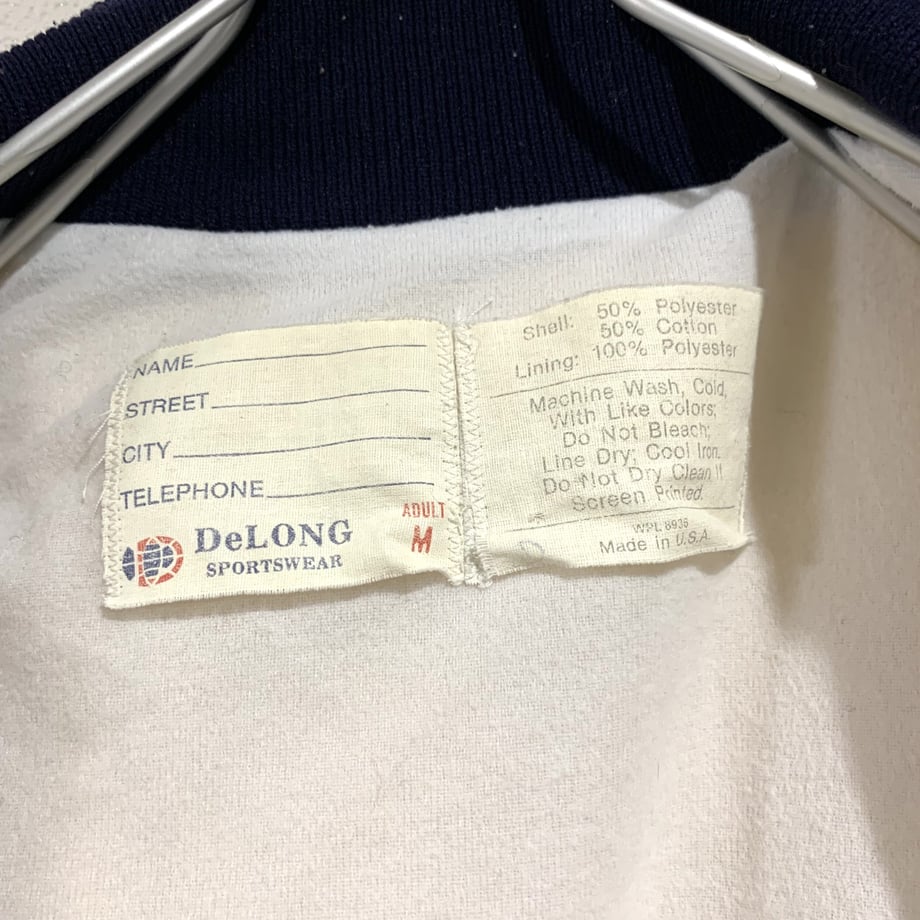 NAME
STREET
CITY
TELEPHONE
DeLONG
SPORTSWEAR
ADULT
M
Shell: 50% Polyester
50% Cotton
Lining: 100% Polyester
Machine Wash, Cold,
With Like Colors;
Do Not Bleach;
Line Dry; Cool Iron.
Do Not Dry Clean If
Screen Printed.
WPL 8936
Made in U.S.A.